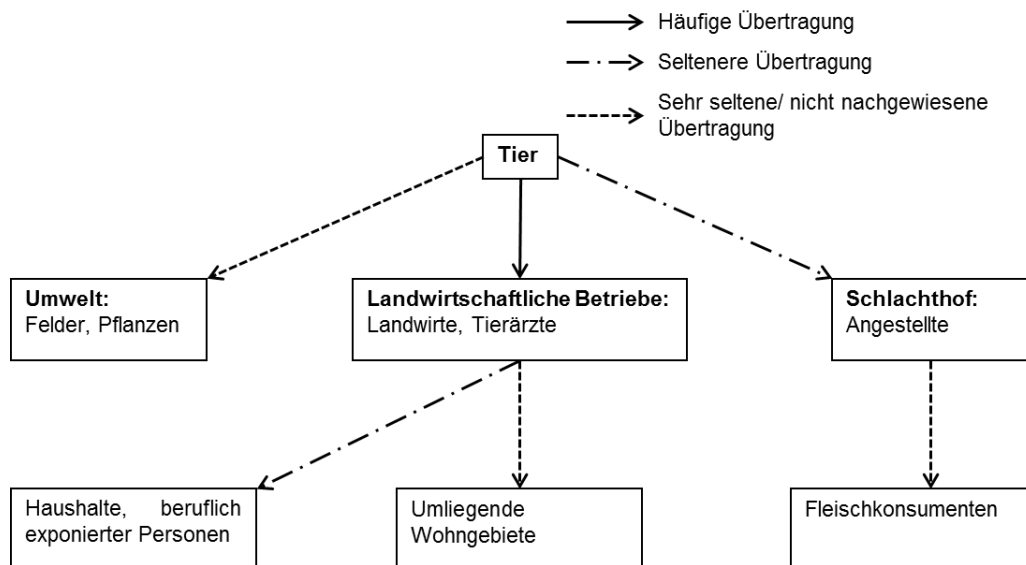 Häufige Übertragung
Seltenere Übertragung
Sehr seltene/ nicht nachgewiesene
Übertragung
Tier
Umwelt:
Felder, Pflanzen
Landwirtschaftliche Betriebe:
Landwirte, Tierärzte
Schlachthof:
Angestellte
Haushalte, beruflich
exponierter Personen
Umliegende
Wohngebiete
Fleischkonsumenten